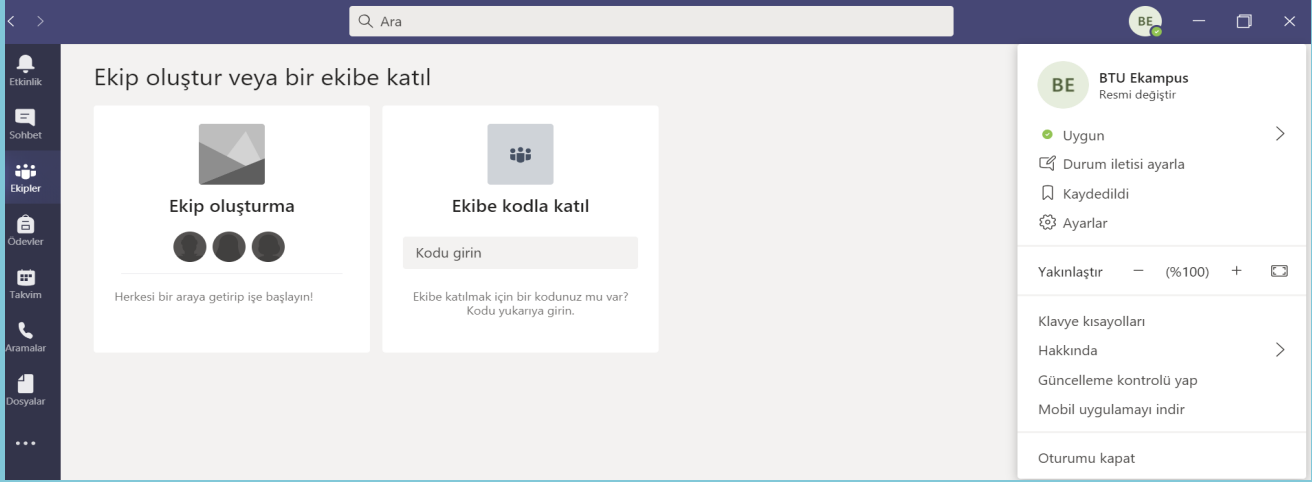 Ara
BE
Etkinlik
Sohbet
Ekipler
Ödevler
Takvim
Aramalar
Dosyalar
Ekip oluştur veya bir ekibe katıl
Ekip oluşturma
Herkesi bir araya getirip işe başlayın!
Ekibe kodla katıl
Kodu girin
Ekibe katılmak için bir kodunuz mu var?
Kodu yukarıya girin.
BE
BTU Ekampus
Resmi değiştir
Uygun
Durum iletisi ayarla
Kaydedildi
Ayarlar
Yakınlaştır − (%100) +
Klavye kısayolları
Hakkında
Güncelleme kontrolü yap
Mobil uygulamayı indir
Oturumu kapat